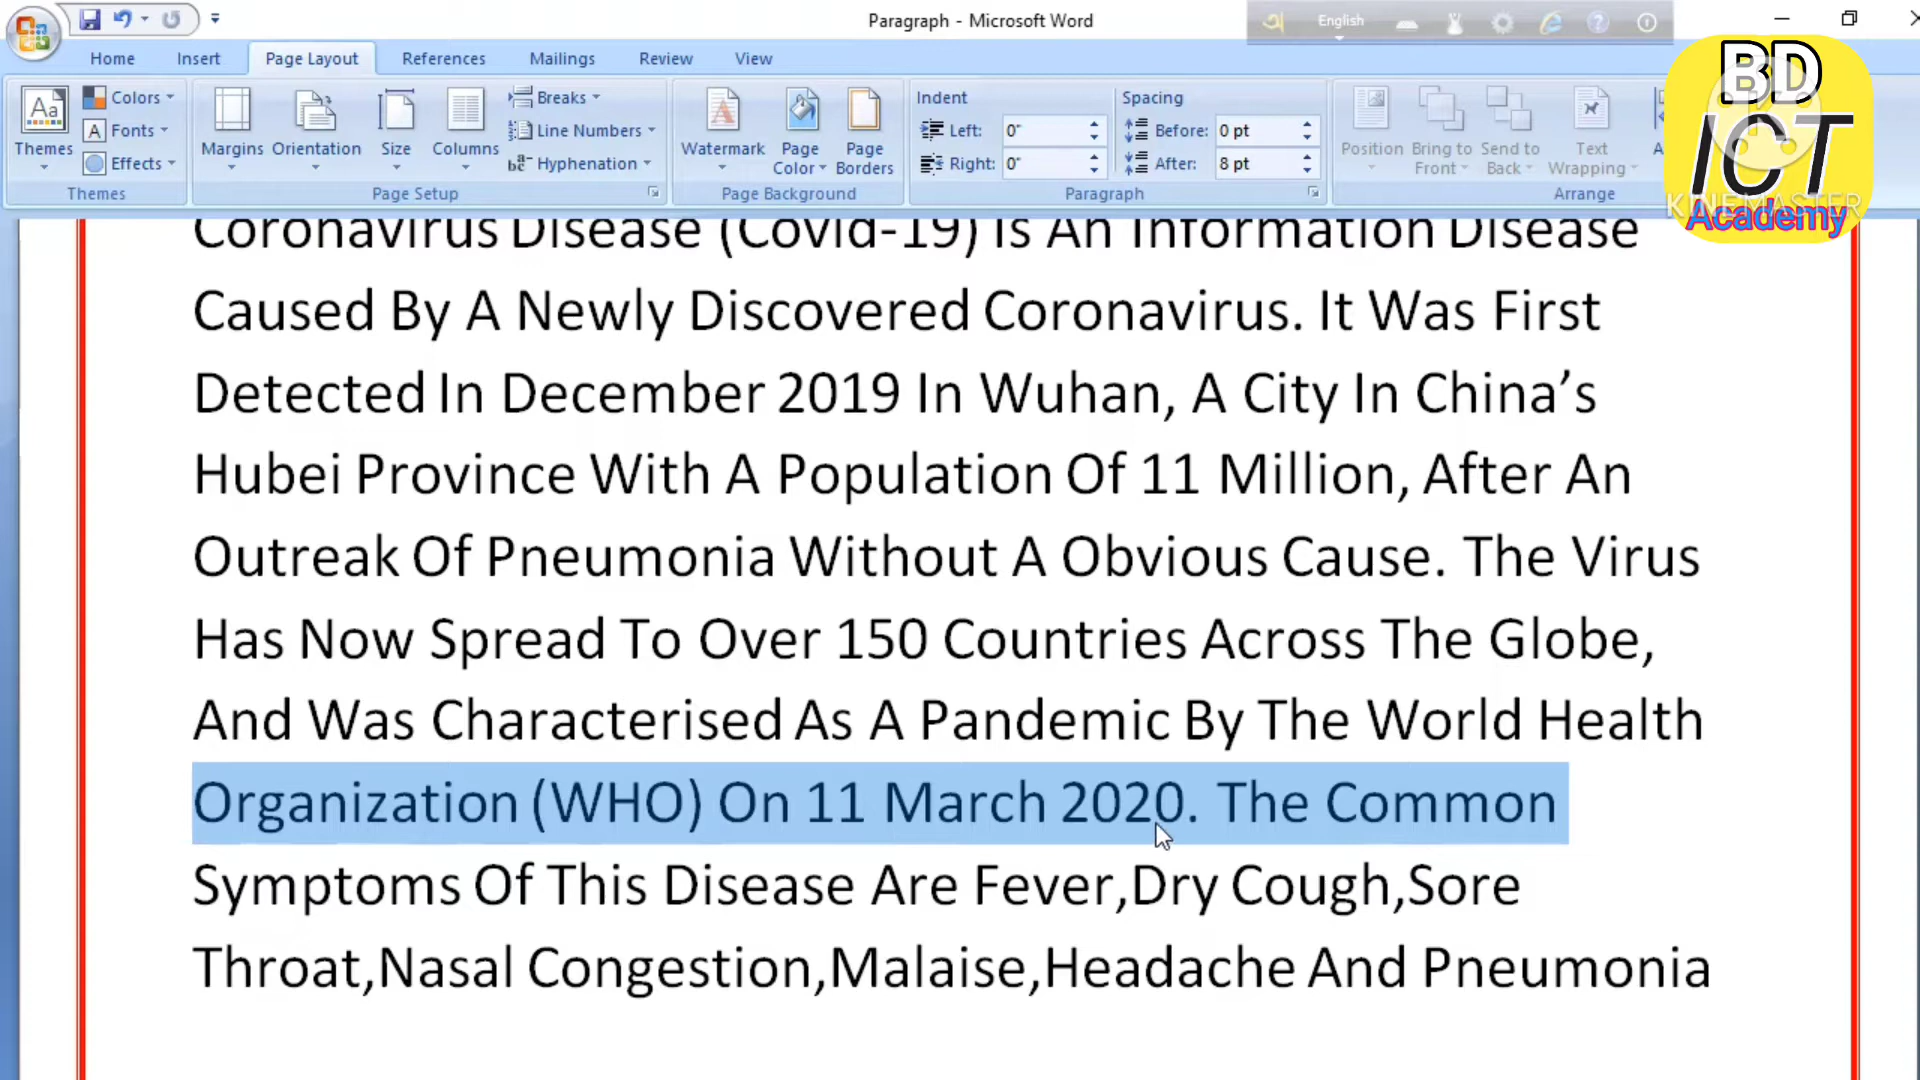 Paragraph - Microsoft Word
English
Home Insert Page Layout References Mailings Review View
BD
ICT
Academy
KINEMASTER
Aa
Themes
Colors
A Fonts
Effects
Themes
Margins Orientation Size Columns
Breaks
Line Numbers
Hyphenation
Page Setup
Watermark Page Color Page Borders
Page Background
Indent
Left: 0"
Right: 0"
Spacing
Before: 0 pt
After: 8 pt
Paragraph
Position Bring to Front Send to Back Text Wrapping
Arrange
Coronavirus Disease (Covid-19) Is An Information Disease
Caused By A Newly Discovered Coronavirus. It Was First
Detected In December 2019 In Wuhan, A City In China’s
Hubei Province With A Population Of 11 Million, After An
Outreak Of Pneumonia Without A Obvious Cause. The Virus
Has Now Spread To Over 150 Countries Across The Globe,
And Was Characterised As A Pandemic By The World Health
Organization (WHO) On 11 March 2020. The Common
Symptoms Of This Disease Are Fever,Dry Cough,Sore
Throat,Nasal Congestion,Malaise,Headache And Pneumonia